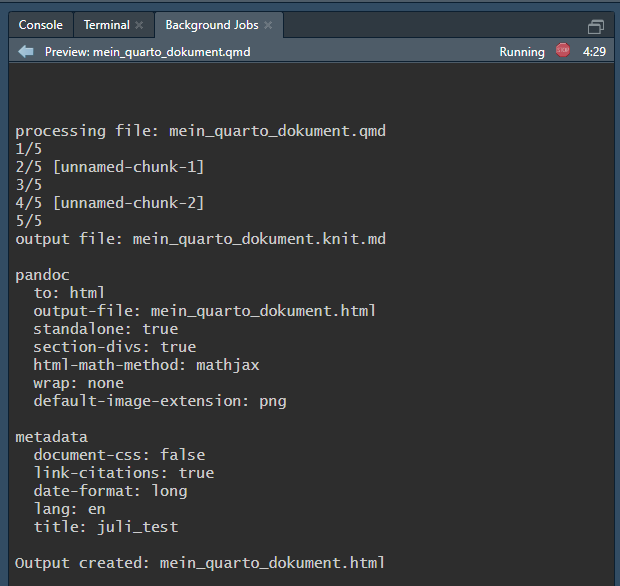 Console Terminal Background Jobs
Preview: mein_quarto_dokument.qmd Running STOP 4:29
processing file: mein_quarto_dokument.qmd
1/5
2/5 [unnamed-chunk-1]
3/5
4/5 [unnamed-chunk-2]
5/5
output file: mein_quarto_dokument.knit.md
pandoc
to: html
output-file: mein_quarto_dokument.html
standalone: true
section-divs: true
html-math-method: mathjax
wrap: none
default-image-extension: png
metadata
document-css: false
link-citations: true
date-format: long
lang: en
title: juli_test
Output created: mein_quarto_dokument.html